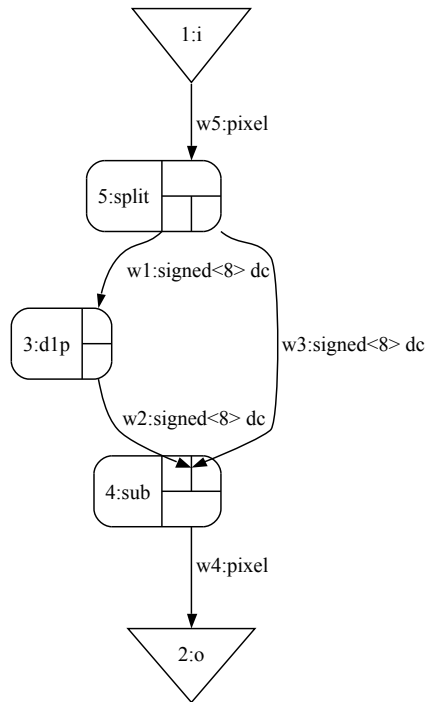 1:i
w5:pixel
5:split
w1:signed<8> dc
3:d1p
w3:signed<8> dc
w2:signed<8> dc
4:sub
w4:pixel
2:o